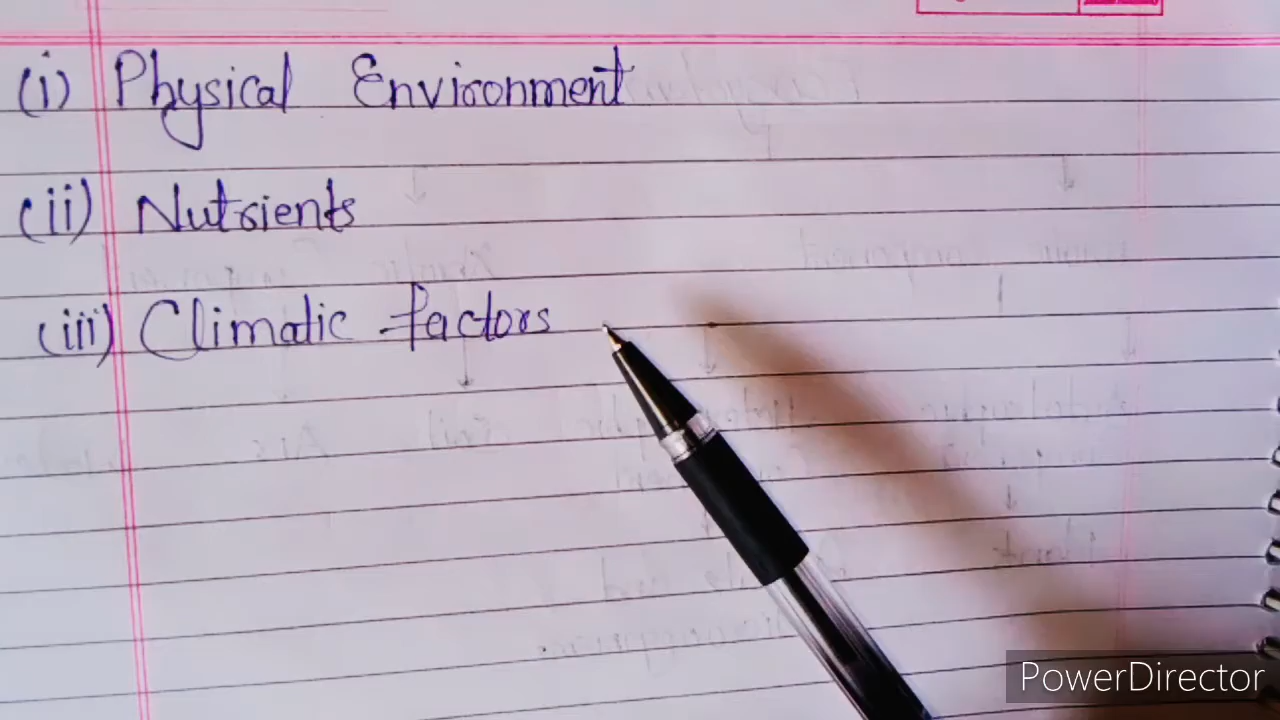 (i) Physical Environment
(ii) Nutrients
(iii) Climatic factors
PowerDirector